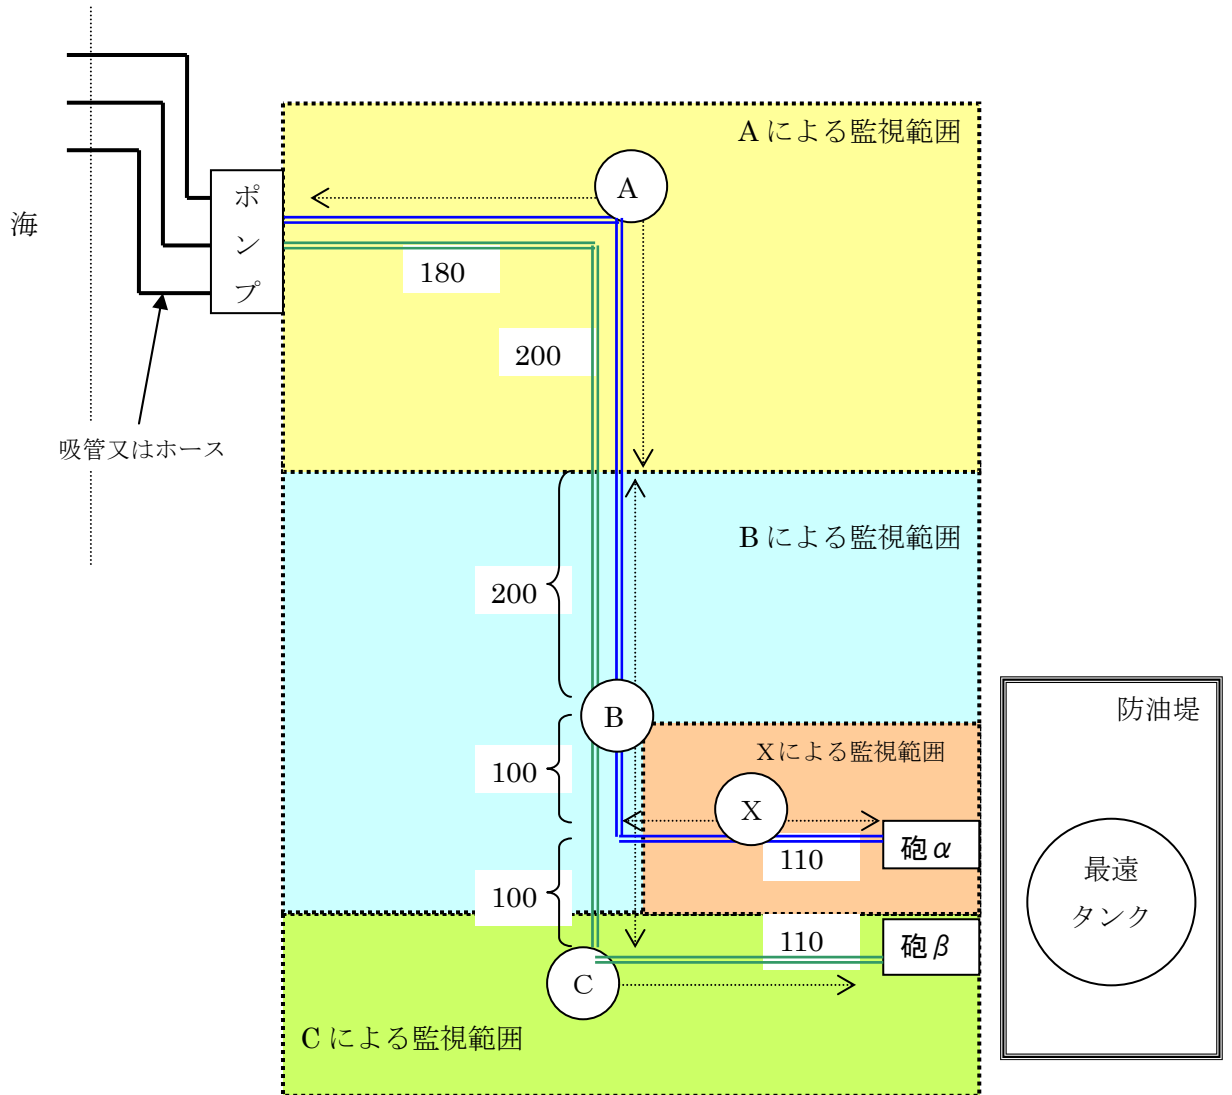 Aによる監視範囲
A
海
ポ
ン
プ
180
200
吸管又はホース
Bによる監視範囲
200
B
防油堤
Xによる監視範囲
100
X
砲α
110
最遠
タンク
100
110
砲β
C
Cによる監視範囲